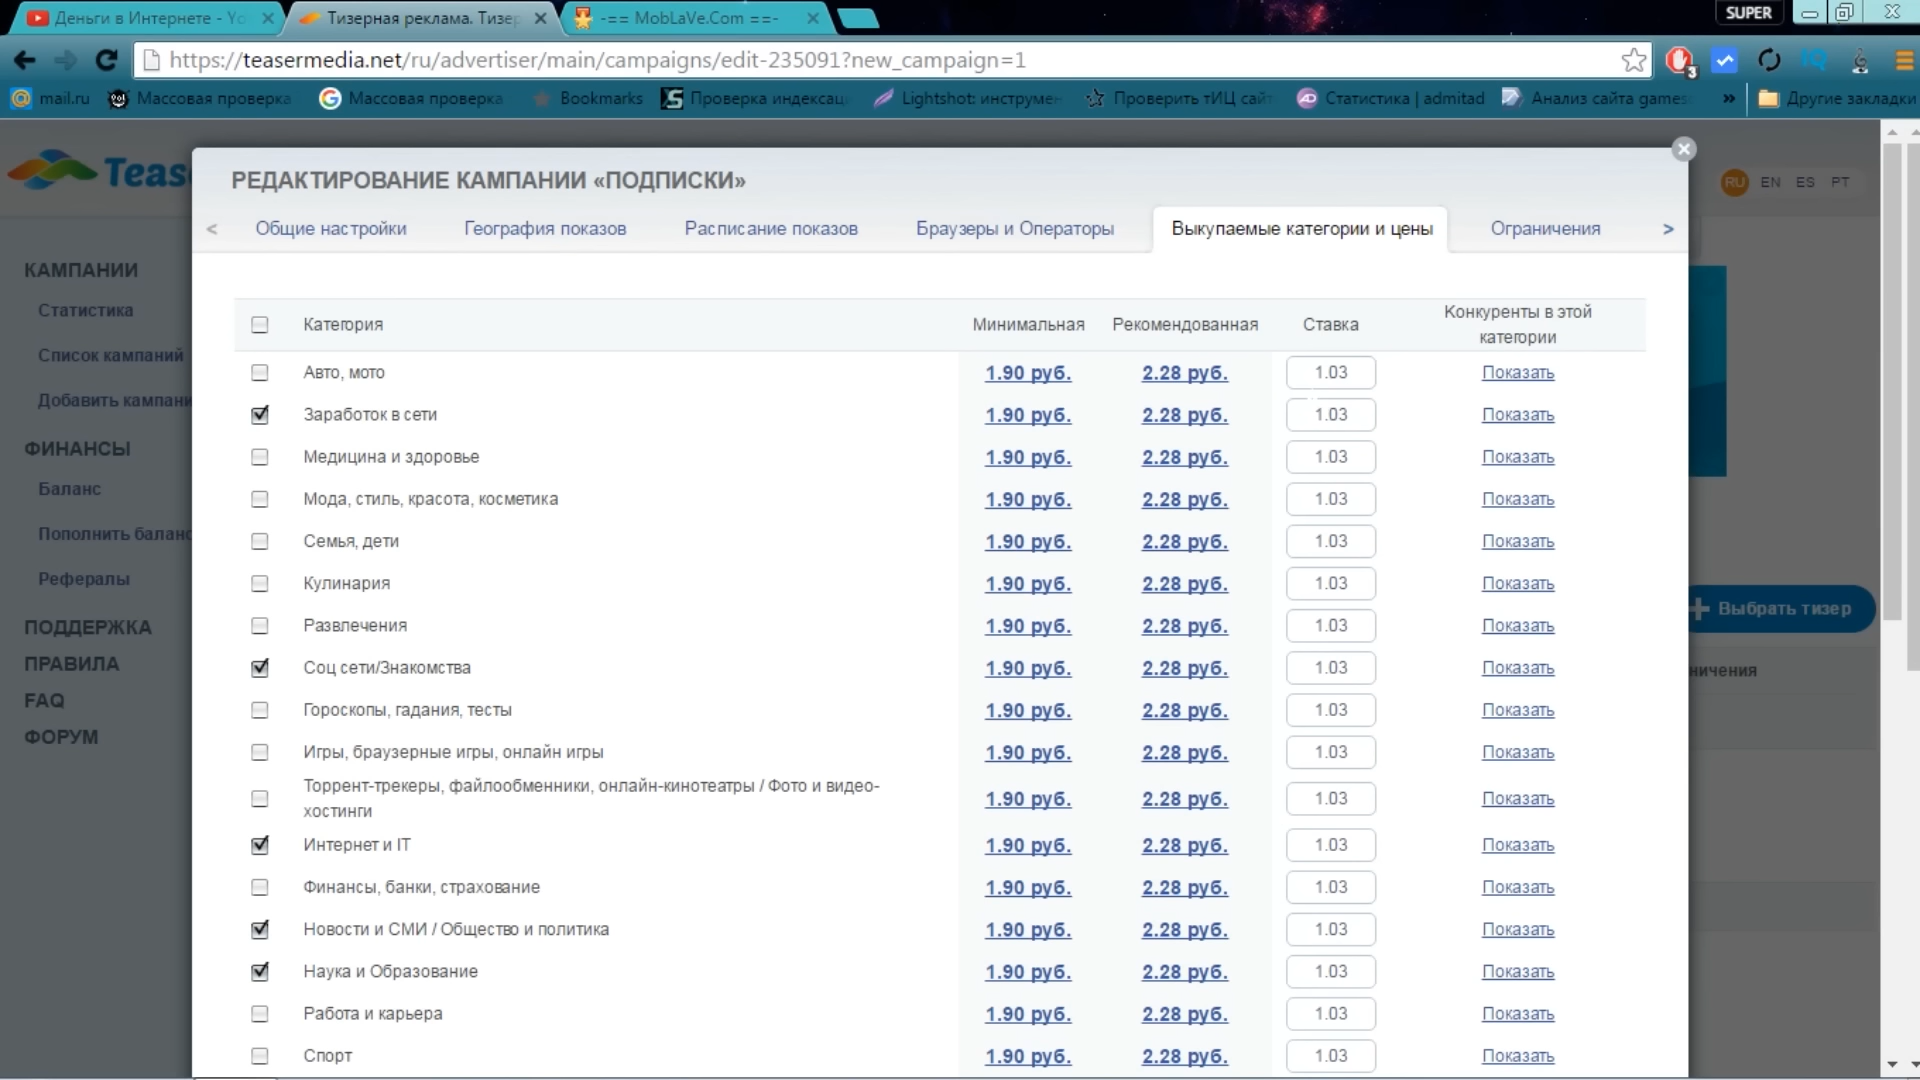 Деньги в Интернете - Yo
Тизерная реклама. Тизер
-== MobLaVe.Com ==-
SUPER
https://teasermedia.net/ru/advertiser/main/campaigns/edit-235091?new_campaign=1
3
mail.ru
Массовая проверка
Массовая проверка
Bookmarks
Проверка индексац
Lightshot: инструмен
Проверить тИЦ сайт
Статистика | admitad
Анализ сайта games
»
Другие закладки
Teas
RU EN ES PT
РЕДАКТИРОВАНИЕ КАМПАНИИ «ПОДПИСКИ»
< Общие настройки География показов Расписание показов Браузеры и Операторы Выкупаемые категории и цены Ограничения >
КАМПАНИИ
Статистика
Список кампаний
Добавить кампани
ФИНАНСЫ
Баланс
Пополнить баланс
Рефералы
ПОДДЕРЖКА
ПРАВИЛА
FAQ
ФОРУМ
Категория Минимальная Рекомендованная Ставка Конкуренты в этой
категории
Авто, мото 1.90 руб. 2.28 руб. 1.03 Показать
Заработок в сети 1.90 руб. 2.28 руб. 1.03 Показать
Медицина и здоровье 1.90 руб. 2.28 руб. 1.03 Показать
Мода, стиль, красота, косметика 1.90 руб. 2.28 руб. 1.03 Показать
Семья, дети 1.90 руб. 2.28 руб. 1.03 Показать
Кулинария 1.90 руб. 2.28 руб. 1.03 Показать
Развлечения 1.90 руб. 2.28 руб. 1.03 Показать
Соц сети/Знакомства 1.90 руб. 2.28 руб. 1.03 Показать
Гороскопы, гадания, тесты 1.90 руб. 2.28 руб. 1.03 Показать
Игры, браузерные игры, онлайн игры 1.90 руб. 2.28 руб. 1.03 Показать
Торрент-трекеры, файлообменники, онлайн-кинотеатры / Фото и видео-
хостинги 1.90 руб. 2.28 руб. 1.03 Показать
Интернет и IT 1.90 руб. 2.28 руб. 1.03 Показать
Финансы, банки, страхование 1.90 руб. 2.28 руб. 1.03 Показать
Новости и СМИ / Общество и политика 1.90 руб. 2.28 руб. 1.03 Показать
Наука и Образование 1.90 руб. 2.28 руб. 1.03 Показать
Работа и карьера 1.90 руб. 2.28 руб. 1.03 Показать
Спорт 1.90 руб. 2.28 руб. 1.03 Показать
Выбрать тизер
ничения